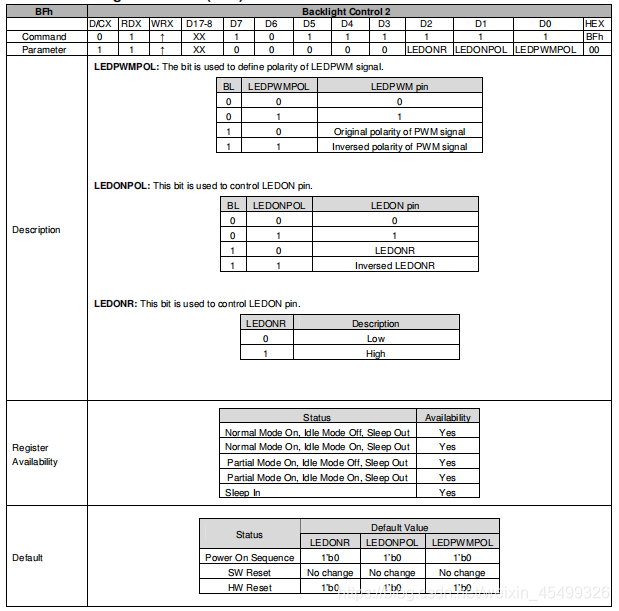 BFh Backlight Control 2
D/CX RDX WRX D17-8 D7 D6 D5 D4 D3 D2 D1 D0 HEX
Command 0 1 ↑ XX 1 0 1 1 1 1 1 1 BFh
Parameter 1 1 ↑ XX 0 0 0 0 0 LEDONR LEDONPOL LEDPWMPOL 00
Description
LEDPWMPOL: The bit is used to define polarity of LEDPWM signal.
BL LEDPWMPOL LEDPWM pin
0 0 0
0 1 1
1 0 Original polarity of PWM signal
1 1 Inversed polarity of PWM signal
LEDONPOL: This bit is used to control LEDON pin.
BL LEDONPOL LEDON pin
0 0 0
0 1 1
1 0 LEDONR
1 1 Inversed LEDONR
LEDONR: This bit is used to control LEDON pin.
LEDONR Description
0 Low
1 High
Register
Availability
Status Availability
Normal Mode On, Idle Mode Off, Sleep Out Yes
Normal Mode On, Idle Mode On, Sleep Out Yes
Partial Mode On, Idle Mode Off, Sleep Out Yes
Partial Mode On, Idle Mode On, Sleep Out Yes
Sleep In Yes
Default
Status Default Value
LEDONR LEDONPOL LEDPWMPOL
Power On Sequence 1'b0 1'b0 1'b0
SW Reset No change No change No change
HW Reset 1'b0 1'b0 1'b0
https://blog.csdn.net/weixin_45499326